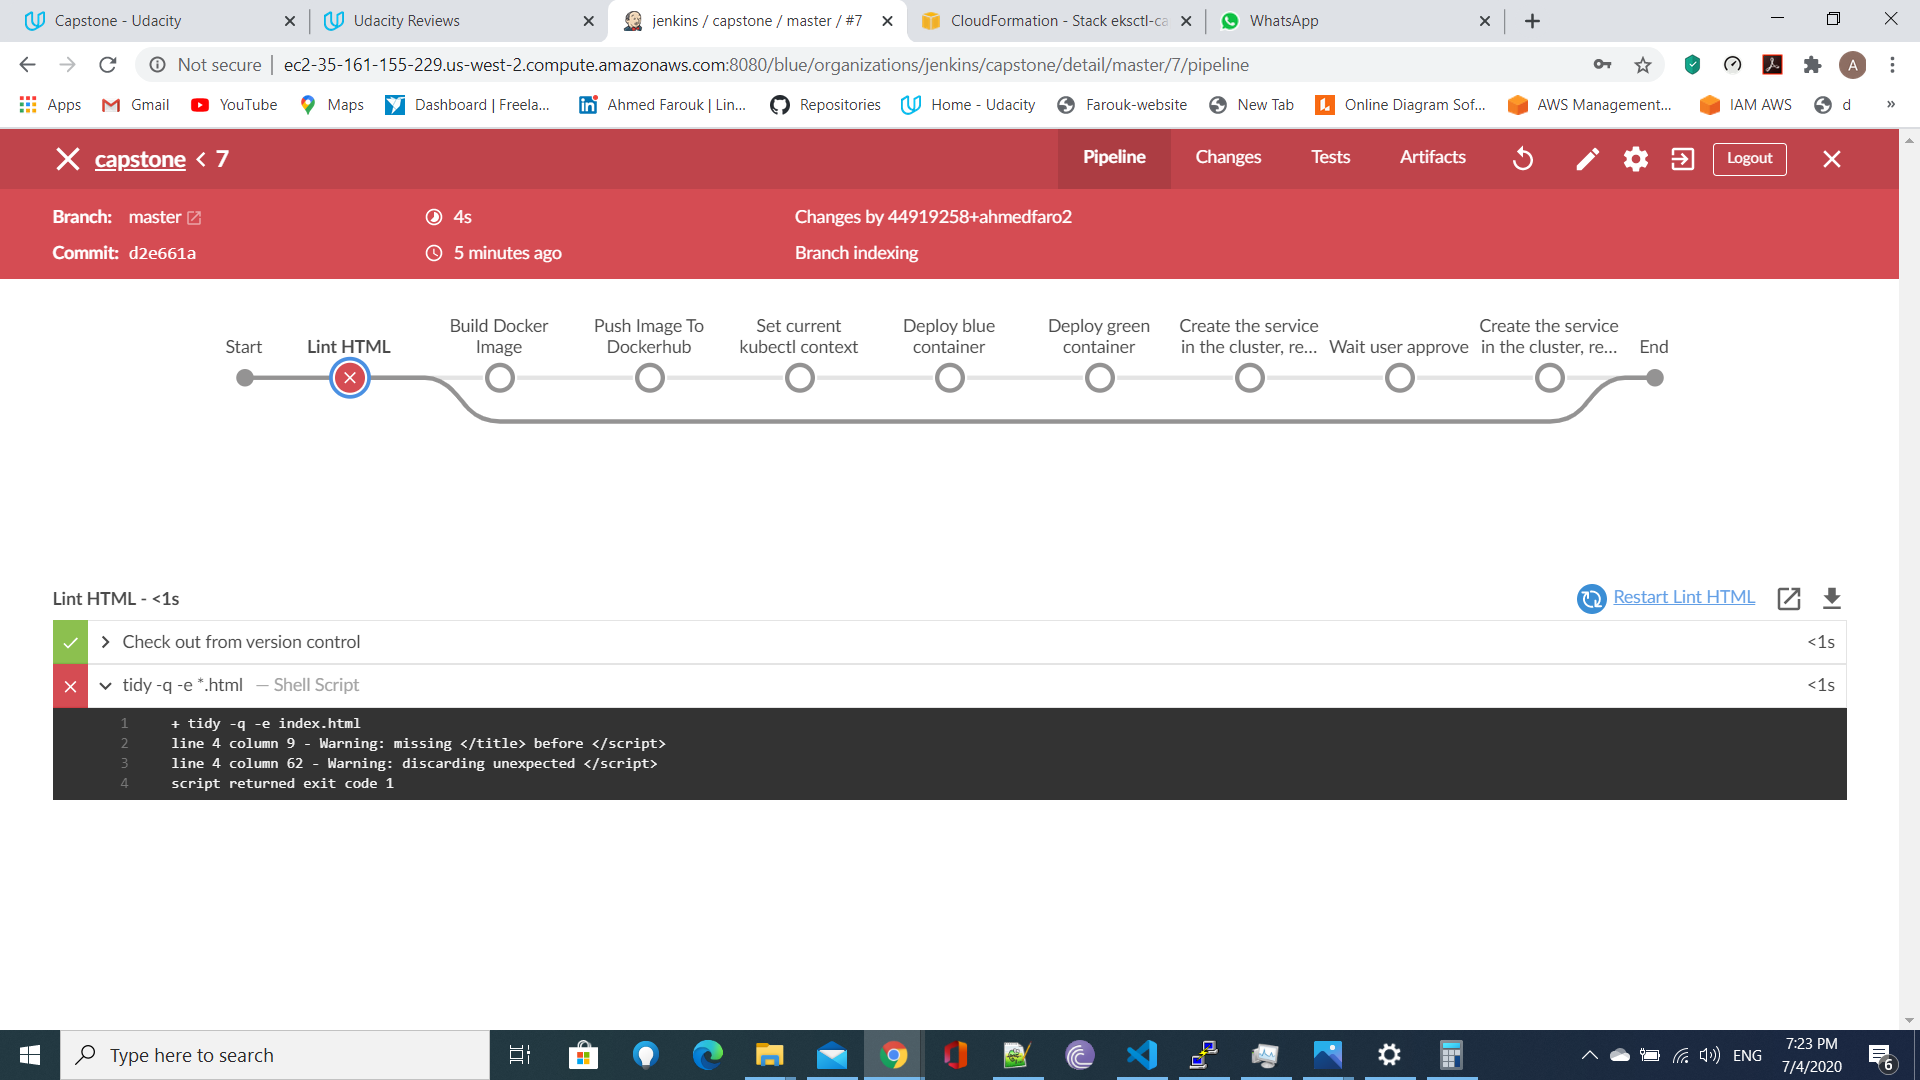 Capstone - Udacity
Udacity Reviews
jenkins / capstone / master / #7
CloudFormation - Stack eksctl-ca
WhatsApp
Not secure | ec2-35-161-155-229.us-west-2.compute.amazonaws.com:8080/blue/organizations/jenkins/capstone/detail/master/7/pipeline
A
Apps Gmail YouTube Maps Dashboard | Freela... Ahmed Farouk | Lin... Repositories Home - Udacity Farouk-website New Tab Online Diagram Sof... AWS Management... IAM AWS d »
capstone < 7
Pipeline Changes Tests Artifacts Logout
Branch: master 4s Changes by 44919258+ahmedfaro2
Commit: d2e661a 5 minutes ago Branch indexing
Start
Lint HTML
Build Docker
Image
Push Image To
Dockerhub
Set current
kubectl context
Deploy blue
container
Deploy green
container
Create the service
in the cluster, re...
Wait user approve
Create the service
in the cluster, re...
End
Lint HTML - <1s
Restart Lint HTML
Check out from version control <1s
tidy -q -e *.html — Shell Script <1s
1 + tidy -q -e index.html
2 line 4 column 9 - Warning: missing </title> before </script>
3 line 4 column 62 - Warning: discarding unexpected </script>
4 script returned exit code 1
Type here to search
ENG
7:23 PM
7/4/2020
6